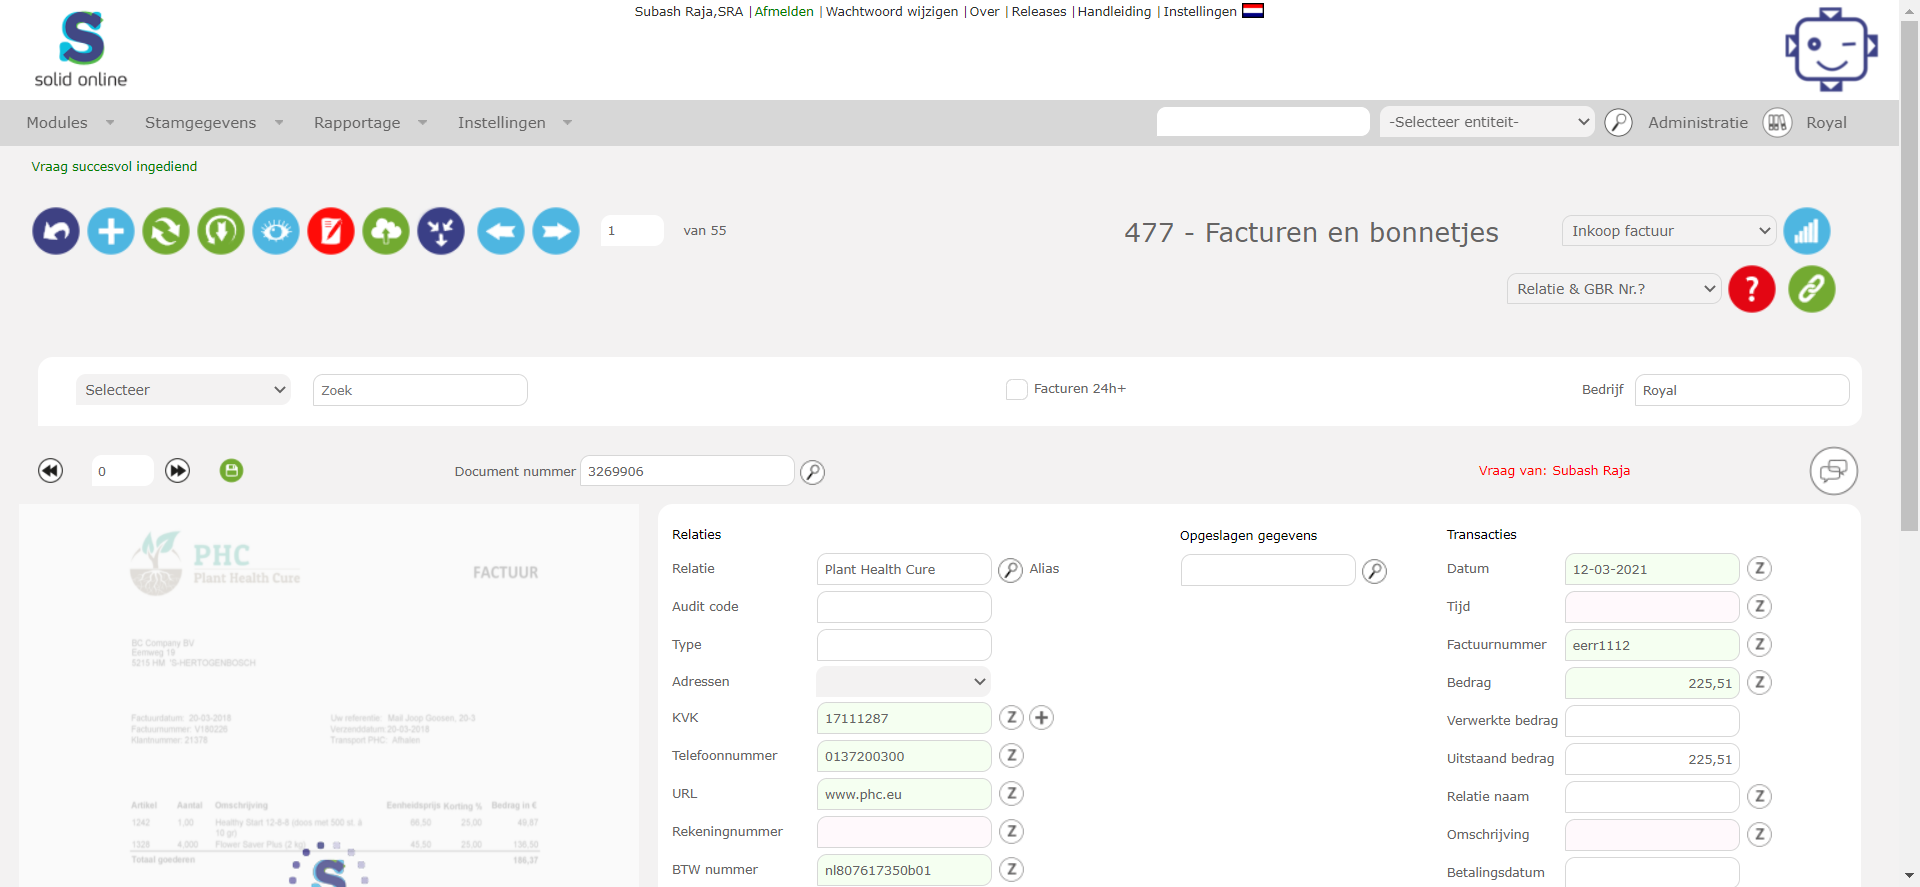 Subash Raja,SRA |Afmelden |Wachtwoord wijzigen |Over |Releases |Handleiding |Instellingen
S
solid online
Modules Stamgegevens Rapportage Instellingen -Selecteer entiteit- Administratie Royal
Vraag succesvol ingediend
1 van 55 477 - Facturen en bonnetjes Inkoop factuur
Relatie & GBR Nr.? ?
Selecteer Zoek Facturen 24h+ Bedrijf Royal
0 Document nummer 3269906 Vraag van: Subash Raja
PHC
Plant Health Cure
FACTUUR
BC Company BV
Eemweg 19
5215 HM 'S-HERTOGENBOSCH
Factuurdatum: 20-03-2018 Uw referentie: Mail Joop Goosen, 20-3
Factuurnummer: V180226 Verzenddatum: 20-03-2018
Klantnummer: 21376 Transport PHC: Afhalen
Artikel Aantal Omschrijving Eenheidsprijs Korting % Bedrag in €
1242 1,00 Healthy Start 12-8-8 (doos met 500 st. á 66,50 25,00 49,87
10 gr)
1328 4,000 Flower Saver Plus (2 kg) 45,50 25,00 136,50
Totaal goederen 186,37
S
Relaties Opgeslagen gegevens Transacties
Relatie Plant Health Cure Alias Datum 12-03-2021 Z
Audit code Tijd Z
Type Factuurnummer eerr1112 Z
Adressen Bedrag 225,51 Z
KVK 17111287 Z Verwerkte bedrag
Telefoonnummer 0137200300 Z Uitstaand bedrag 225,51
URL www.phc.eu Z Relatie naam Z
Rekeningnummer Z Omschrijving Z
BTW nummer nl807617350b01 Z Betalingsdatum